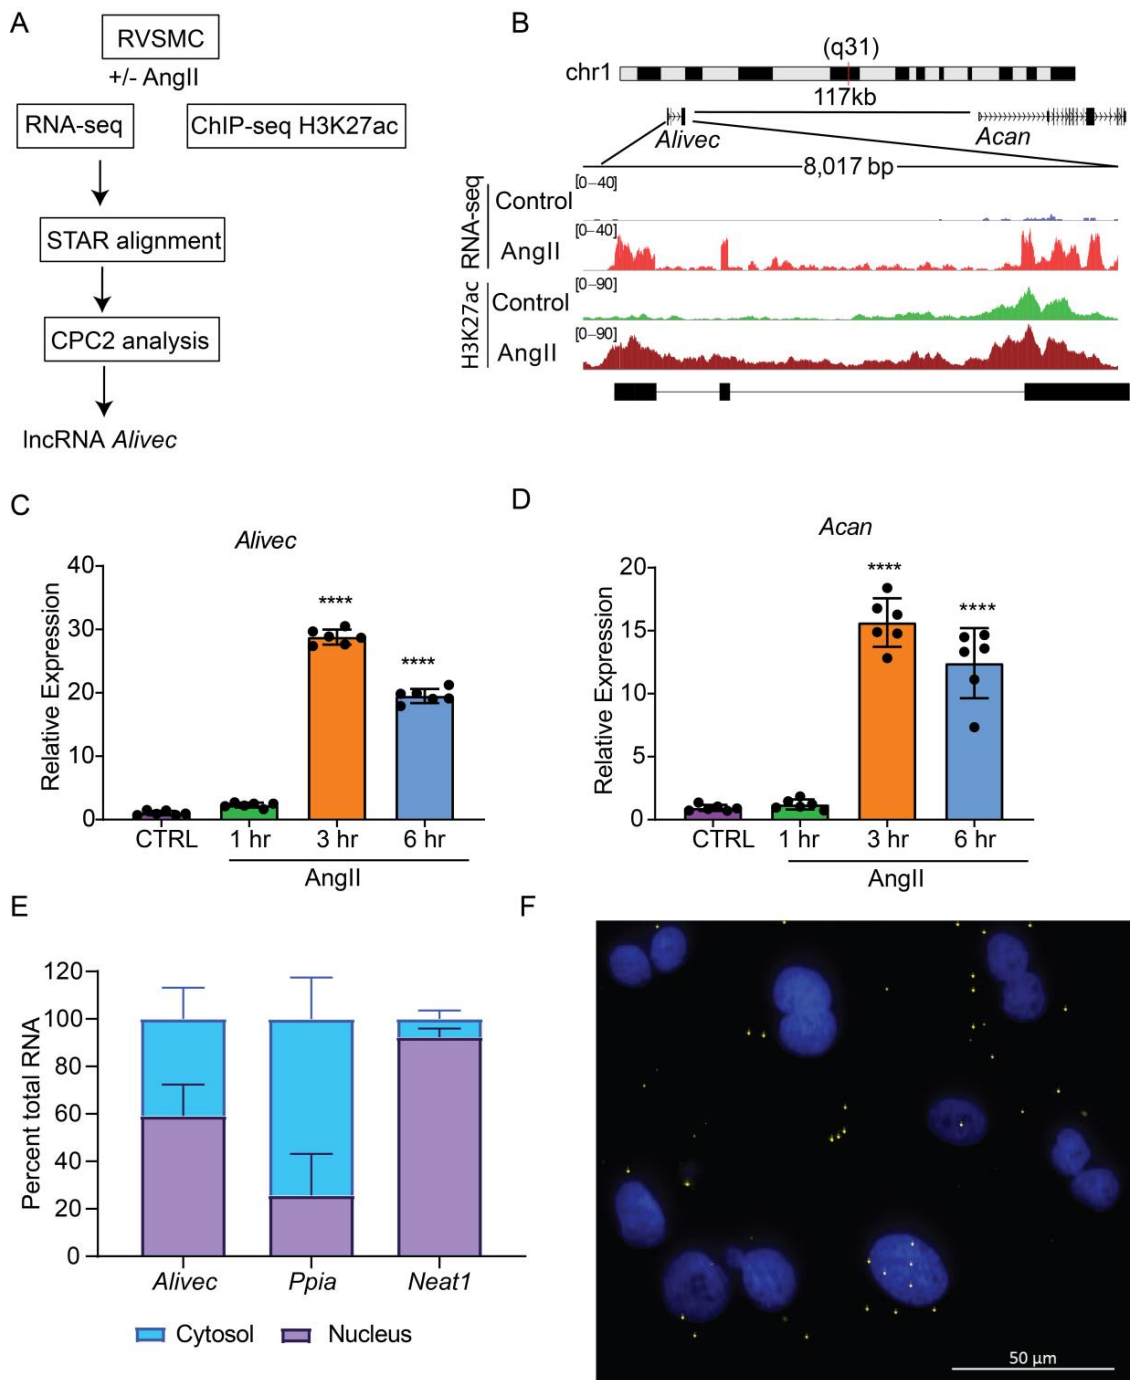 A
RVSMC
+/- AngII
RNA-seq
ChIP-seq H3K27ac
STAR alignment
CPC2 analysis
lncRNA Alivec
B
(q31)
chr1
117kb
Alivec
Acan
8,017 bp
RNA-seq
Control
[0–40]
AngII
[0–40]
H3K27ac
Control
[0–90]
AngII
[0–90]
C
Alivec
Relative Expression
40
30
20
10
0
****
****
CTRL 1 hr 3 hr 6 hr
AngII
D
Acan
Relative Expression
20
15
10
5
0
****
****
CTRL 1 hr 3 hr 6 hr
AngII
E
Percent total RNA
120
100
80
60
40
20
0
Alivec Ppia Neat1
Cytosol Nucleus
F
50 µm